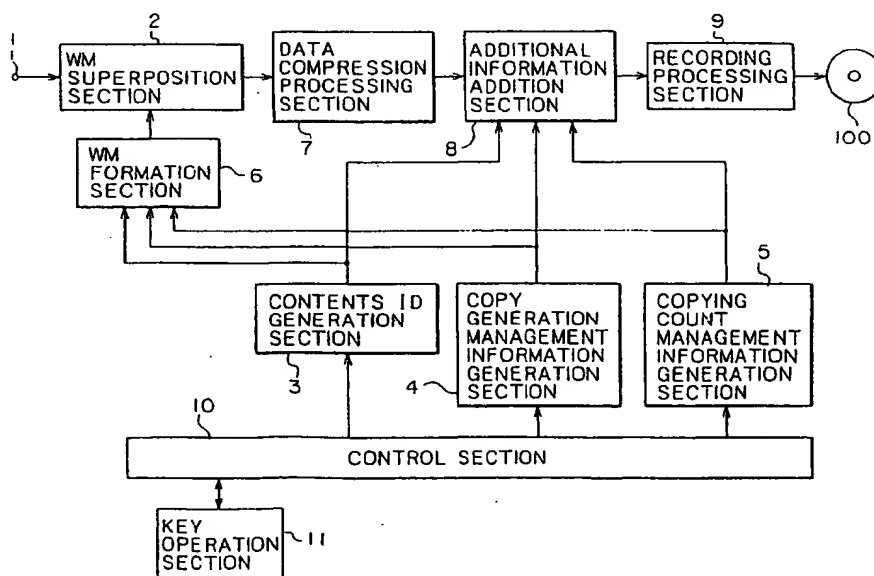 1
2
WM
SUPERPOSITION
SECTION
DATA
COMPRESSION
PROCESSING
SECTION
7
ADDITIONAL
INFORMATION
ADDITION
SECTION
8
9
RECORDING
PROCESSING
SECTION
100
WM
FORMATION
SECTION
6
CONTENTS ID
GENERATION
SECTION
3
COPY
GENERATION
MANAGEMENT
INFORMATION
GENERATION
SECTION
4
5
COPYING
COUNT
MANAGEMENT
INFORMATION
GENERATION
SECTION
10
CONTROL SECTION
KEY
OPERATION
SECTION
11